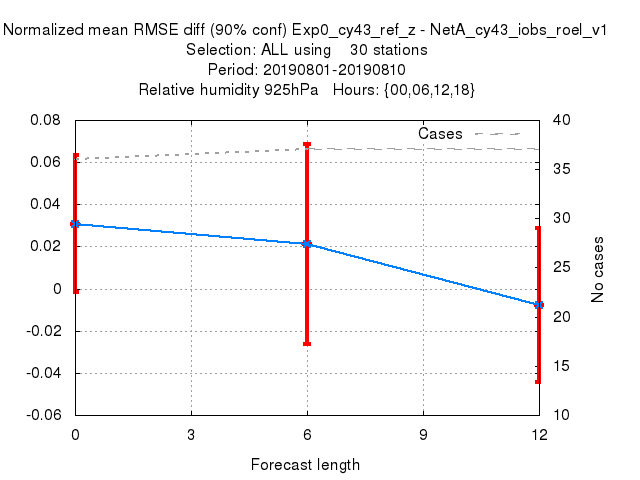 Normalized mean RMSE diff (90% conf) Exp0_cy43_ref_z - NetA_cy43_iobs_roel_v1
Selection: ALL using    30 stations
Period: 20190801-20190810
Relative humidity 925hPa   Hours: {00,06,12,18}
Cases
0.08
0.06
0.04
0.02
0
-0.02
-0.04
-0.06
40
35
30
25
20
15
10
No cases
0 3 6 9 12
Forecast length